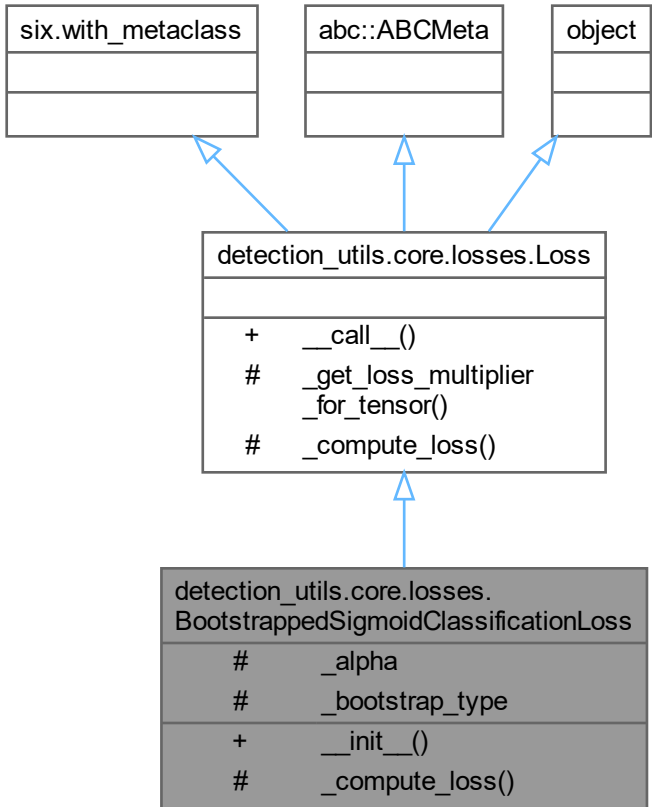 six.with_metaclass
abc::ABCMeta
object
detection_utils.core.losses.Loss
+ __call__()
# _get_loss_multiplier
_for_tensor()
# _compute_loss()
detection_utils.core.losses.
BootstrappedSigmoidClassificationLoss
# _alpha
# _bootstrap_type
+ __init__()
# _compute_loss()